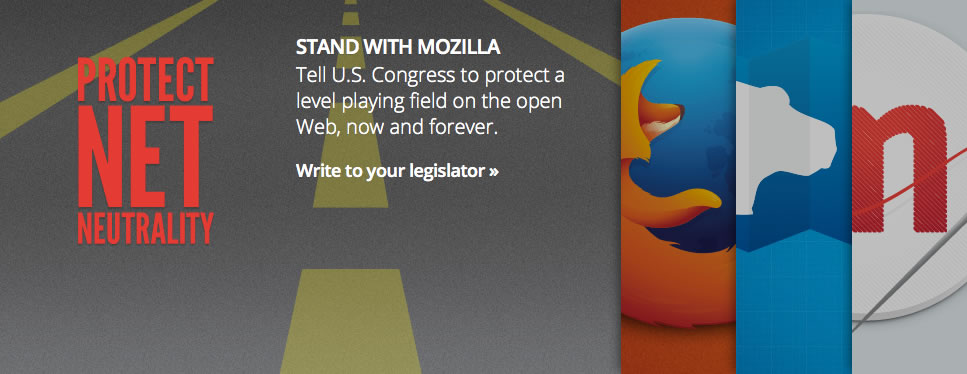 PROTECT
NET
NEUTRALITY
STAND WITH MOZILLA
Tell U.S. Congress to protect a
level playing field on the open
Web, now and forever.
Write to your legislator »
m